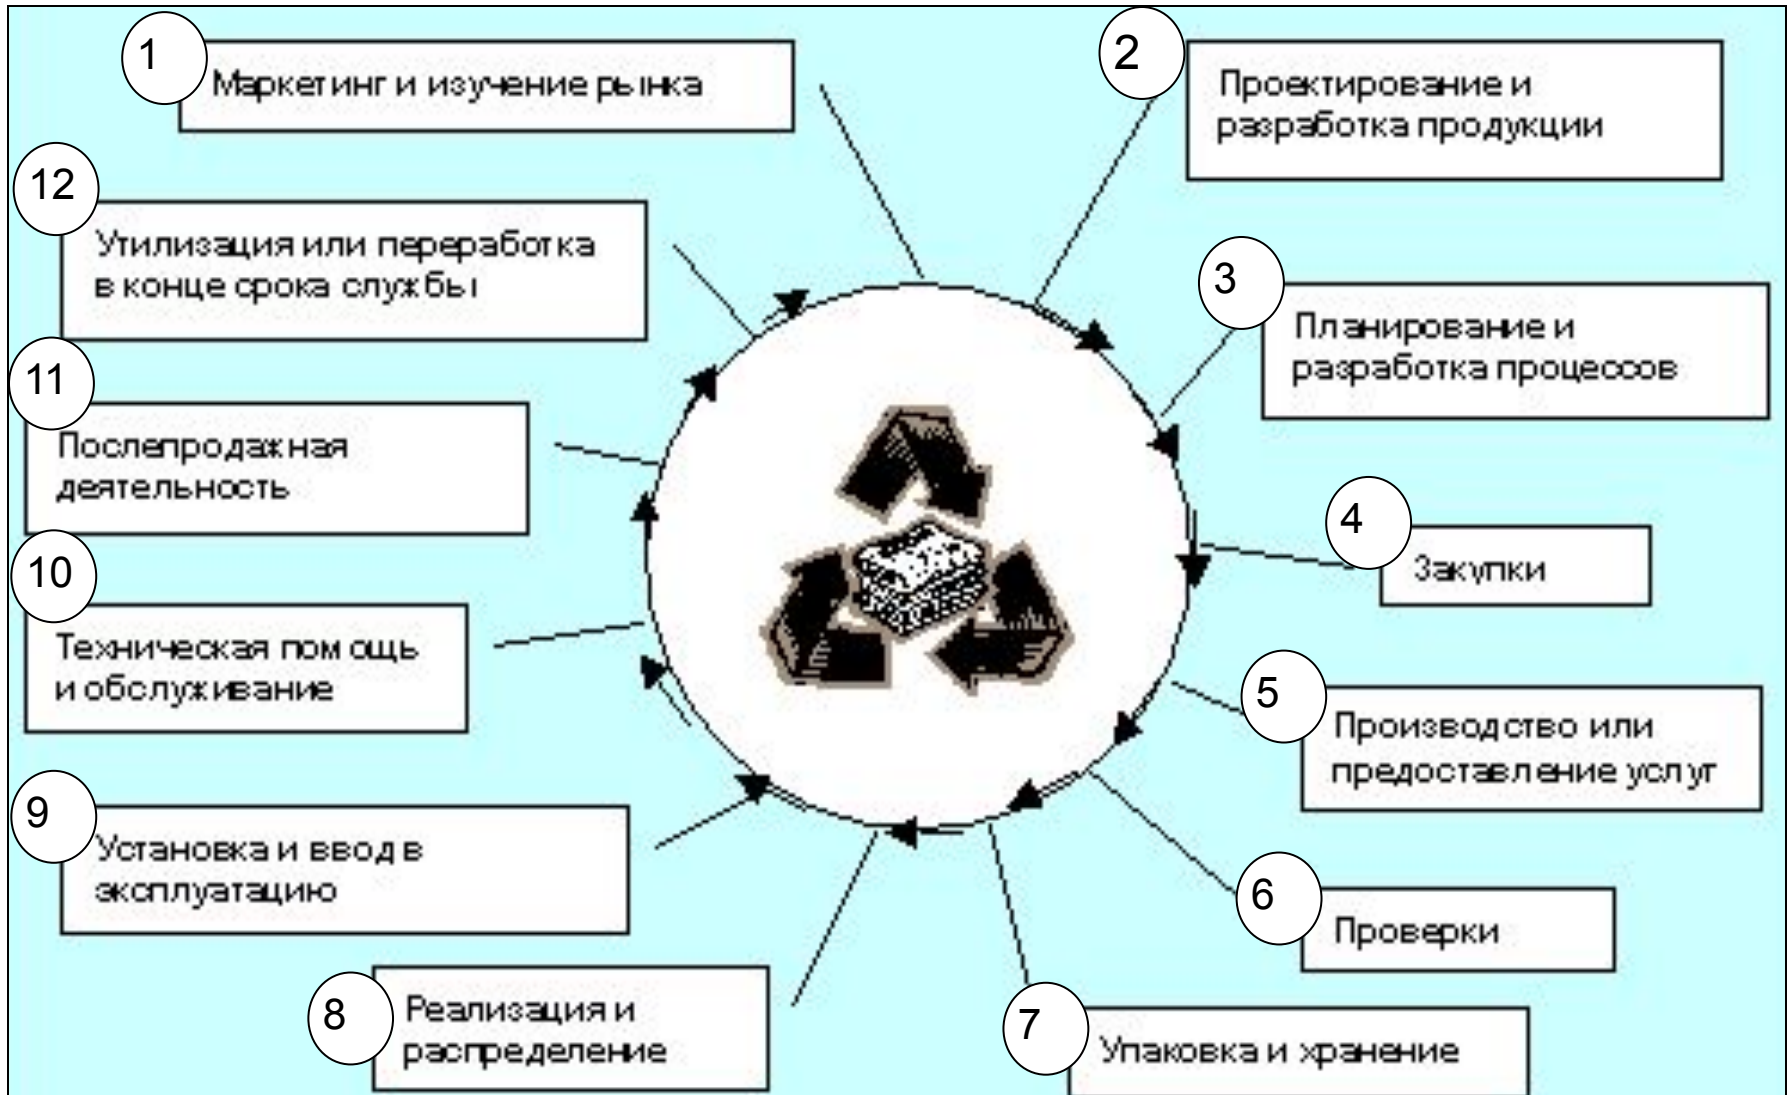 1
Маркетинг и изучение рынка
2
Проектирование и
разработка продукции
3
Планирование и
разработка процессов
4
Закупки
5
Производство или
предоставление услуг
6
Проверки
7
Упаковка и хранение
8
Реализация и
распределение
9
Установка и ввод в
эксплуатацию
10
Техническая помощь
и обслуживание
11
Послепродажная
деятельность
12
Утилизация или переработка
в конце срока службы